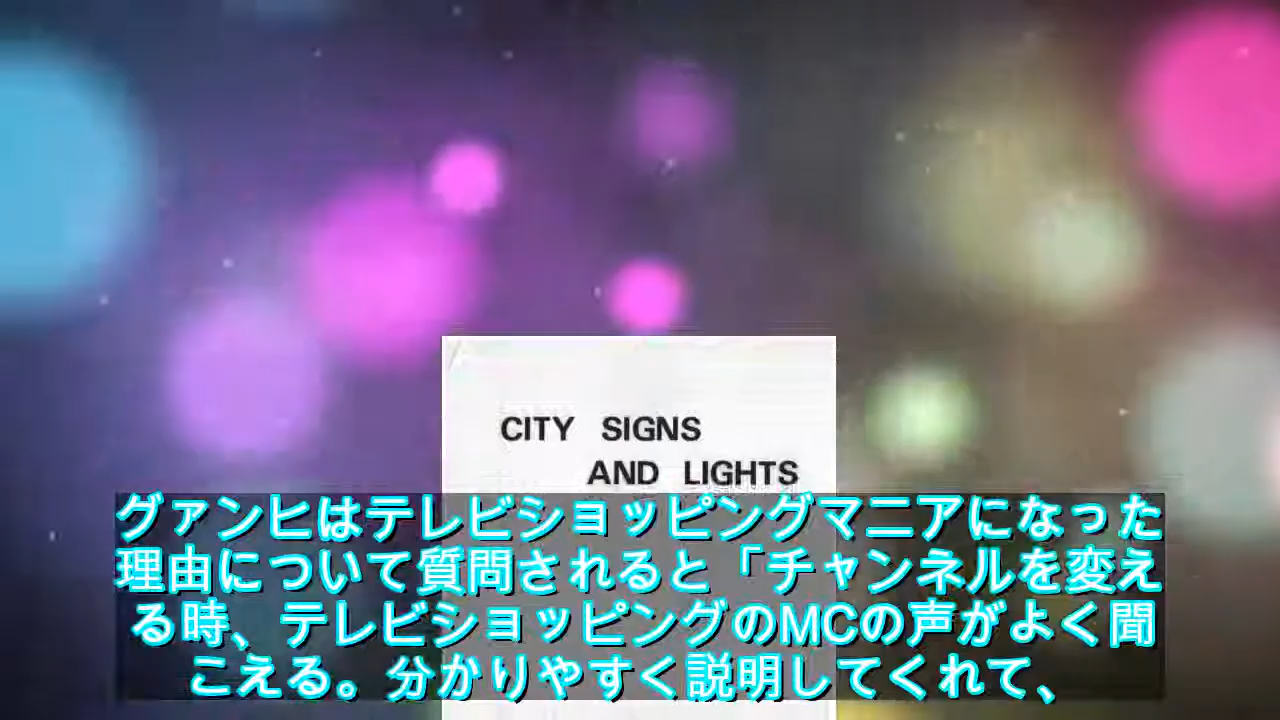 CITY SIGNS
AND LIGHTS
グァンヒはテレビショッピングマニアになった
理由について質問されると「チャンネルを変え
る時、テレビショッピングのMCの声がよく聞
こえる。分かりやすく説明してくれて、